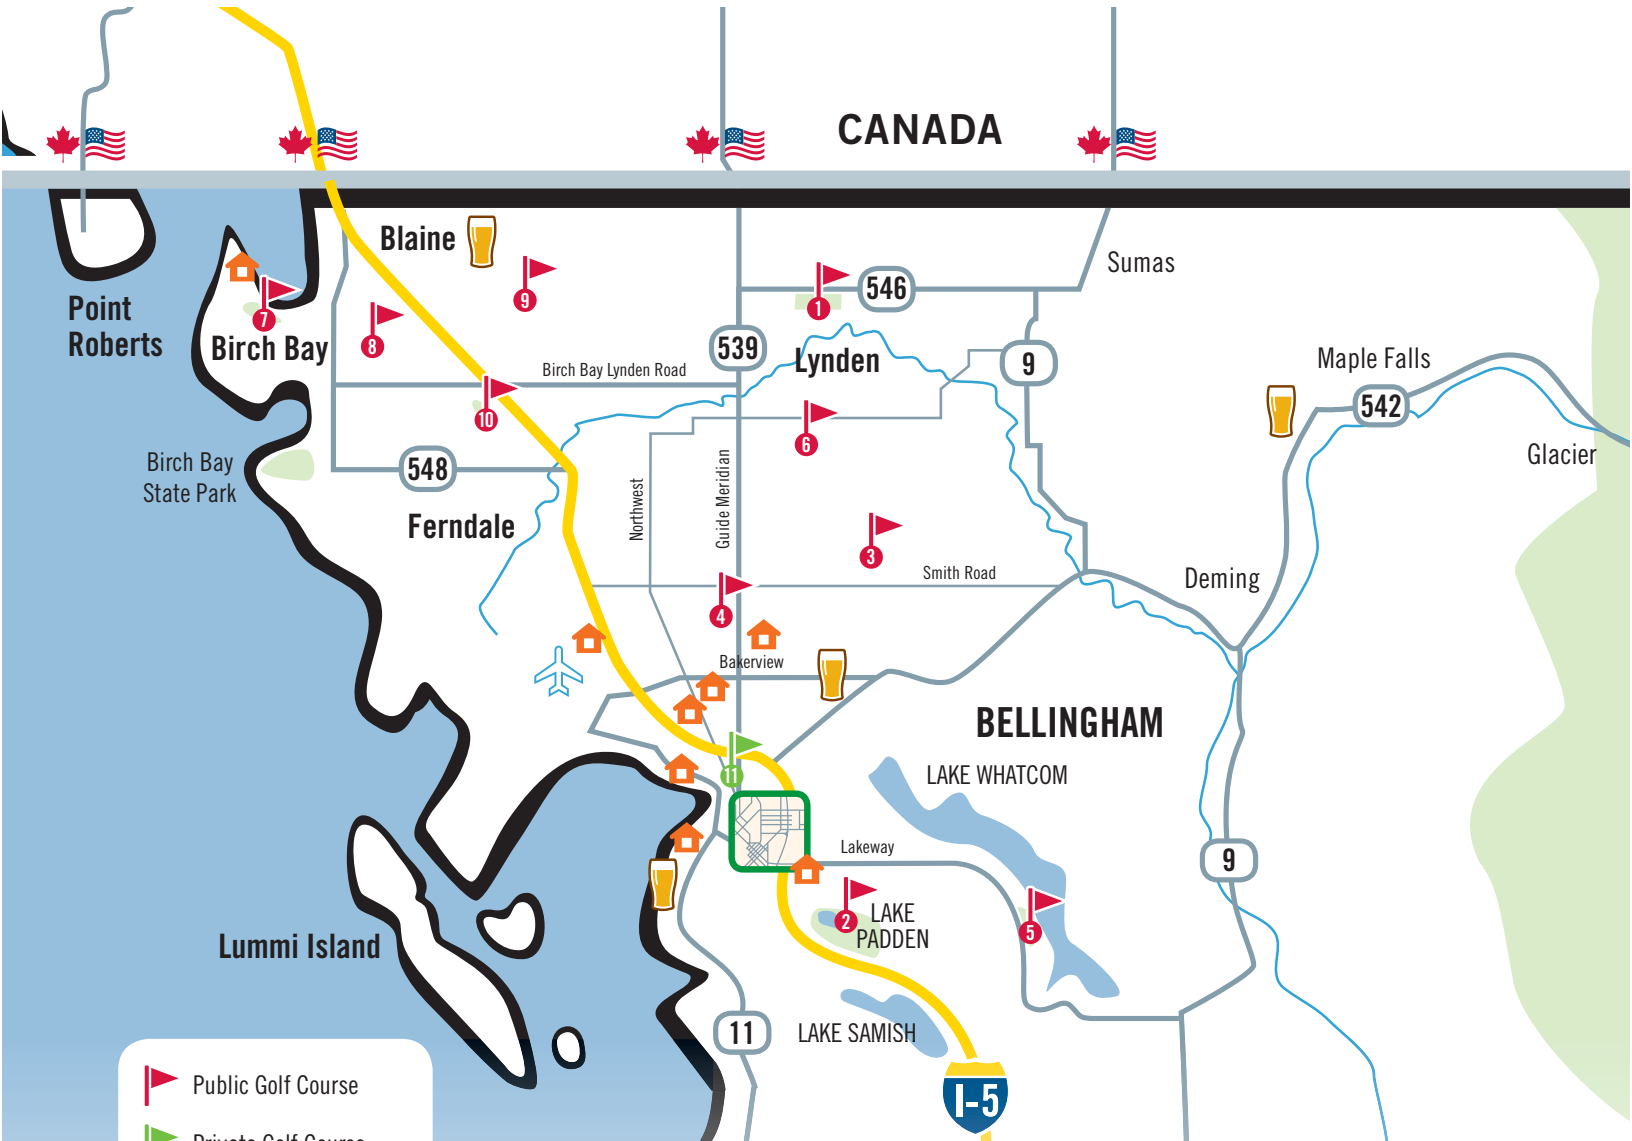 CANADA
Blaine
Sumas
9
546
1
Point
Roberts
7
Birch Bay
8
539
Lynden
9
Maple Falls
Birch Bay Lynden Road
542
10
6
Birch Bay
State Park
548
Glacier
Northwest
Guide Meridian
Ferndale
3
Smith Road
Deming
4
Bakerview
BELLINGHAM
11
LAKE WHATCOM
Lakeway
9
2
LAKE
PADDEN
5
Lummi Island
11
LAKE SAMISH
Public Golf Course
I-5
Private Golf Course